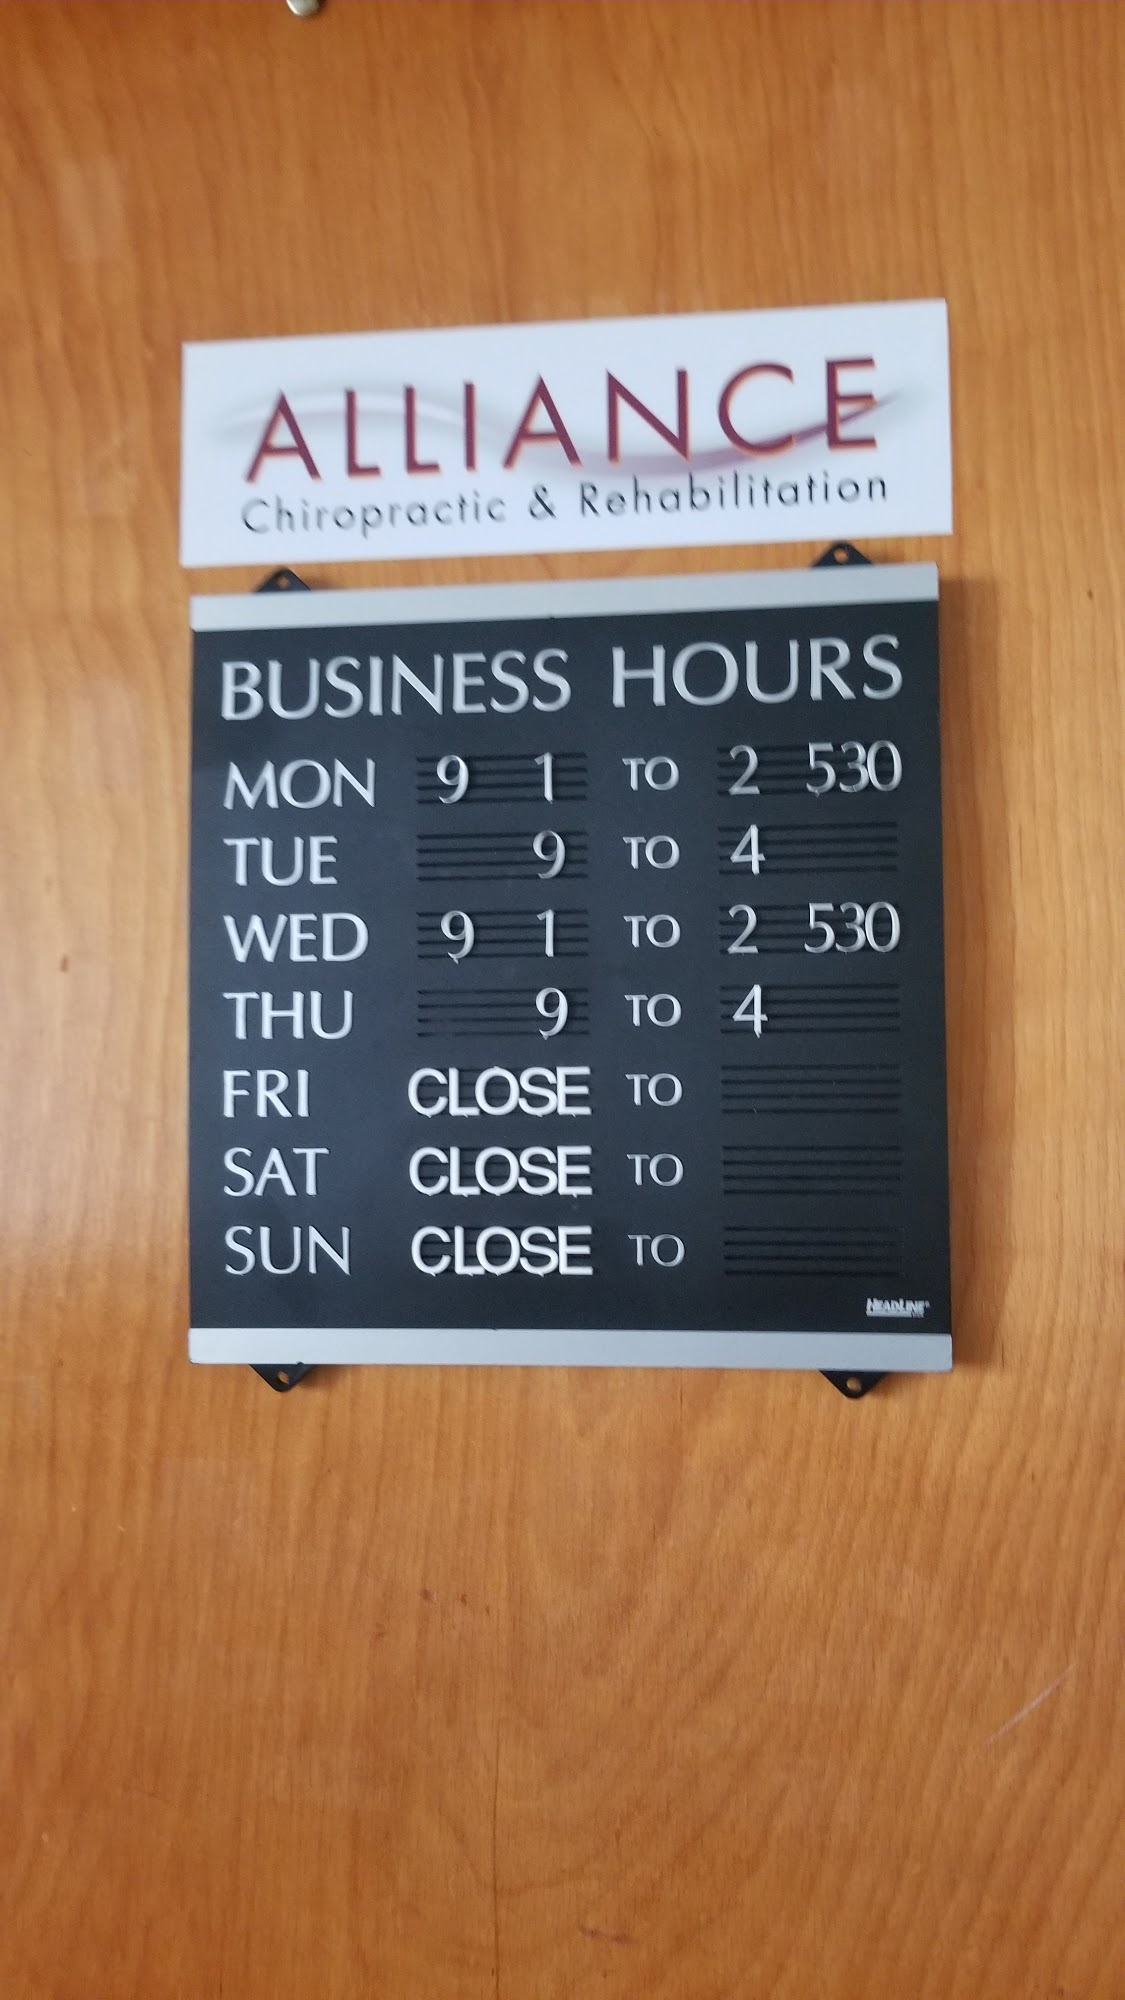 ALLIANCE
Chiropractic & Rehabilitation
BUSINESS HOURS
MON 9 1 TO 2 530
TUE 9 TO 4
WED 9 1 TO 2 530
THU 9 TO 4
FRI CLOSE TO
SAT CLOSE TO
SUN CLOSE TO
HEADLINE